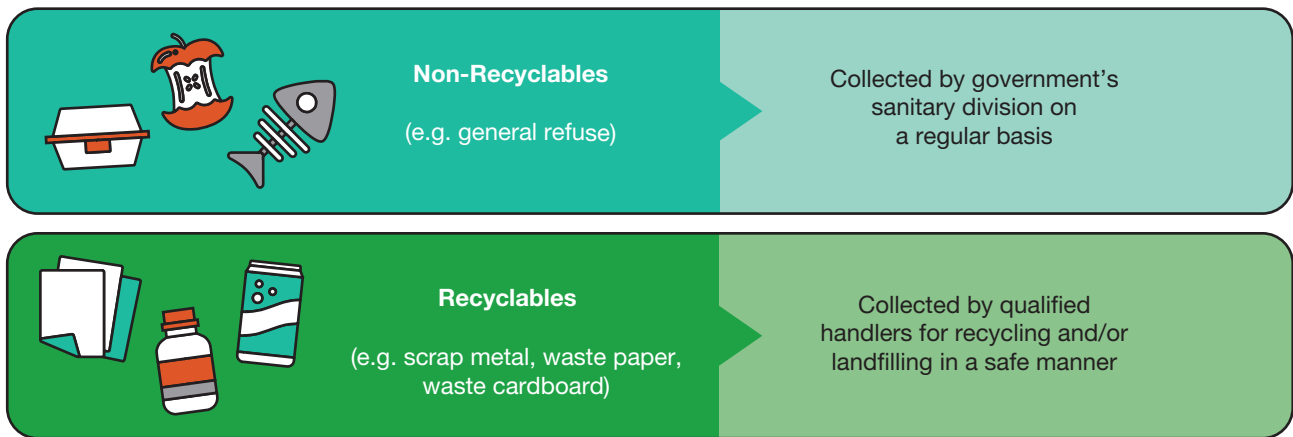 Non-Recyclables
(e.g. general refuse)
Collected by government’s
sanitary division on
a regular basis
Recyclables
(e.g. scrap metal, waste paper,
waste cardboard)
Collected by qualified
handlers for recycling and/or
landfilling in a safe manner